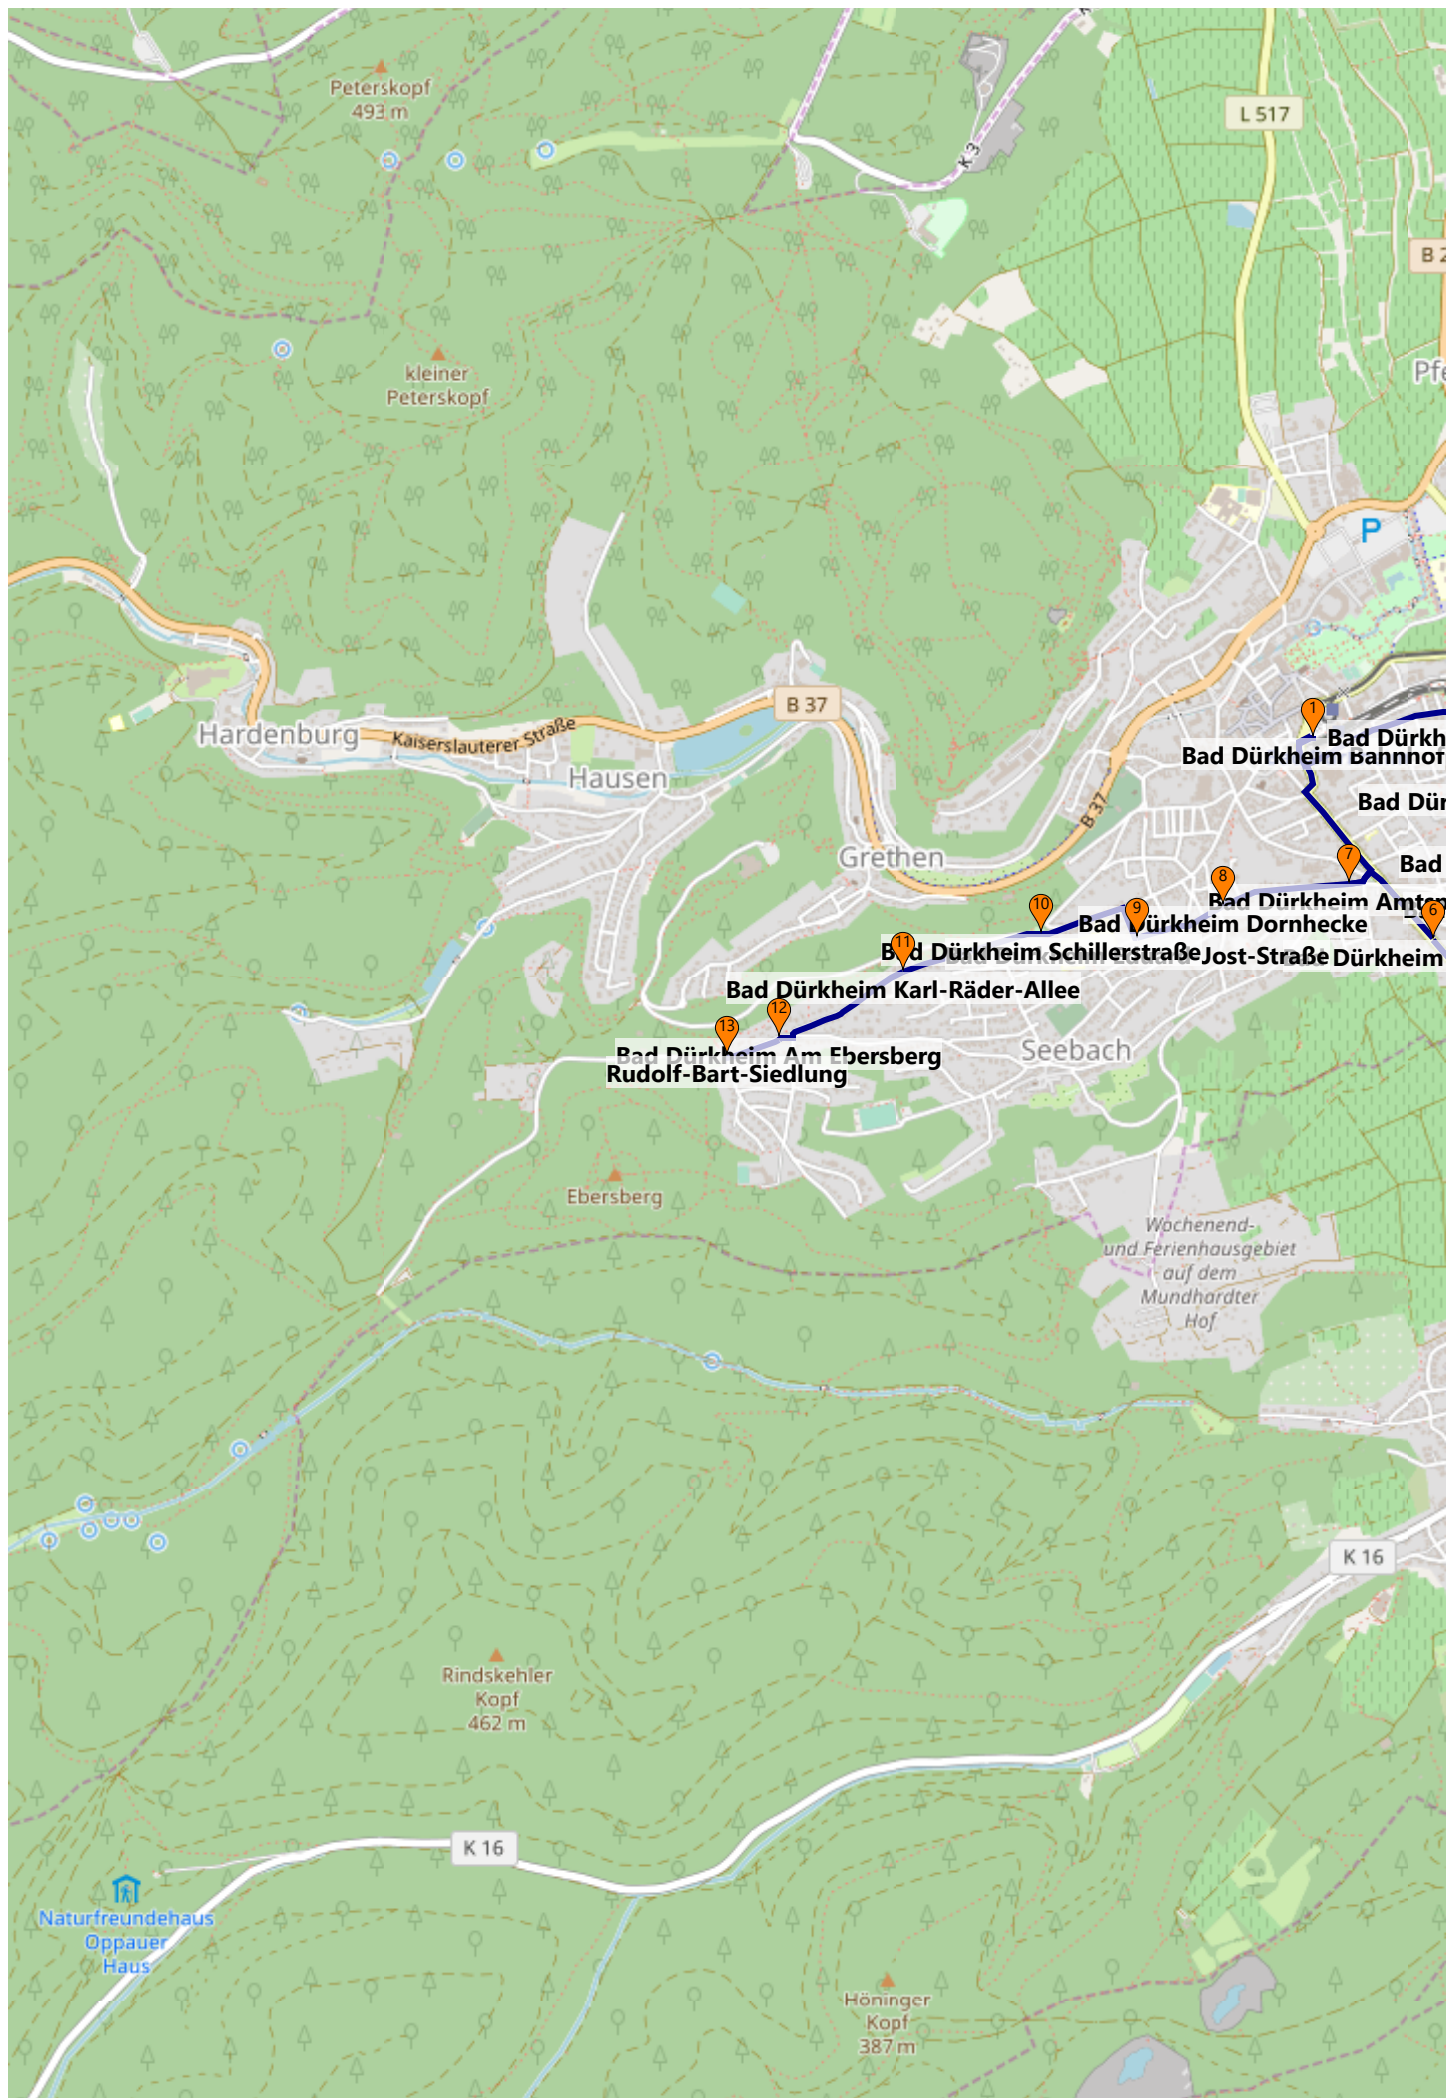 Peterskopf
493 m
K 3
L 517
B 2
kleiner
Peterskopf
Pfe
P
B 37
Hardenburg
Kaiserslauterer Straße
Hausen
1
Bad Dürkh
Bad Dürkheim Bannhof
B 37
Bad Dür
Grethen
7
Bad
8
Bad Dürkheim Amtsp
10
9
6
Bad Dürkheim Dornhecke
11
Bad Dürkheim Schillerstraße
Jost-Straße
Dürkheim
Bad Dürkheim Karl-Räder-Allee
12
13
Seebach
Bad Dürkheim Am Ebersberg
Rudolf-Bart-Siedlung
Ebersberg
Wochenend-
und Ferienhausgebiet
auf dem
Mundhardter
Hof
K 16
Rindskehler
Kopf
462 m
K 16
Naturfreundehaus
Oppauer
Haus
Höninger
Kopf
387 m